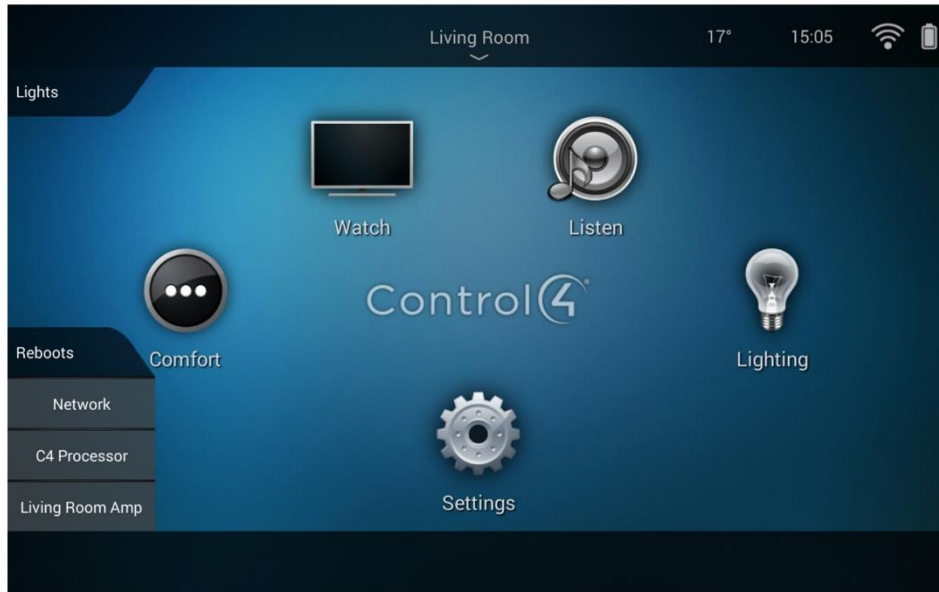 Living Room
17°
15:05
Lights
Watch
Listen
Control4®
Reboots
Comfort
Lighting
Network
C4 Processor
Living Room Amp
Settings